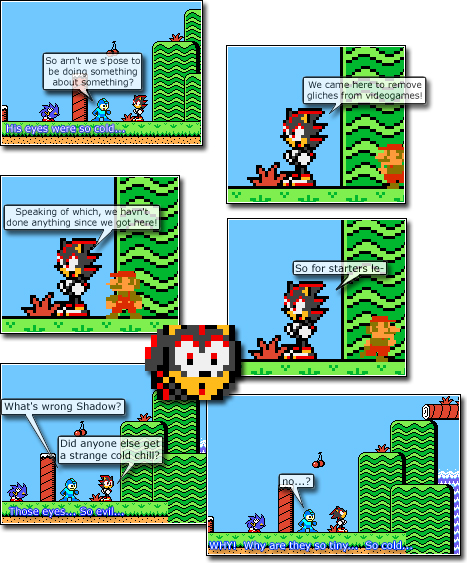 So arn't we s'pose to
be doing something
about something?
His eyes were so cold...
We came here to remove
gliches from videogames!
Speaking of which, we havn't
done anything since we got here!
So for starters le-
What's wrong Shadow?
Did anyone else get
a strange cold chill?
Those eyes... So evil...
no...?
WHY! Why are they so tiny... So cold...